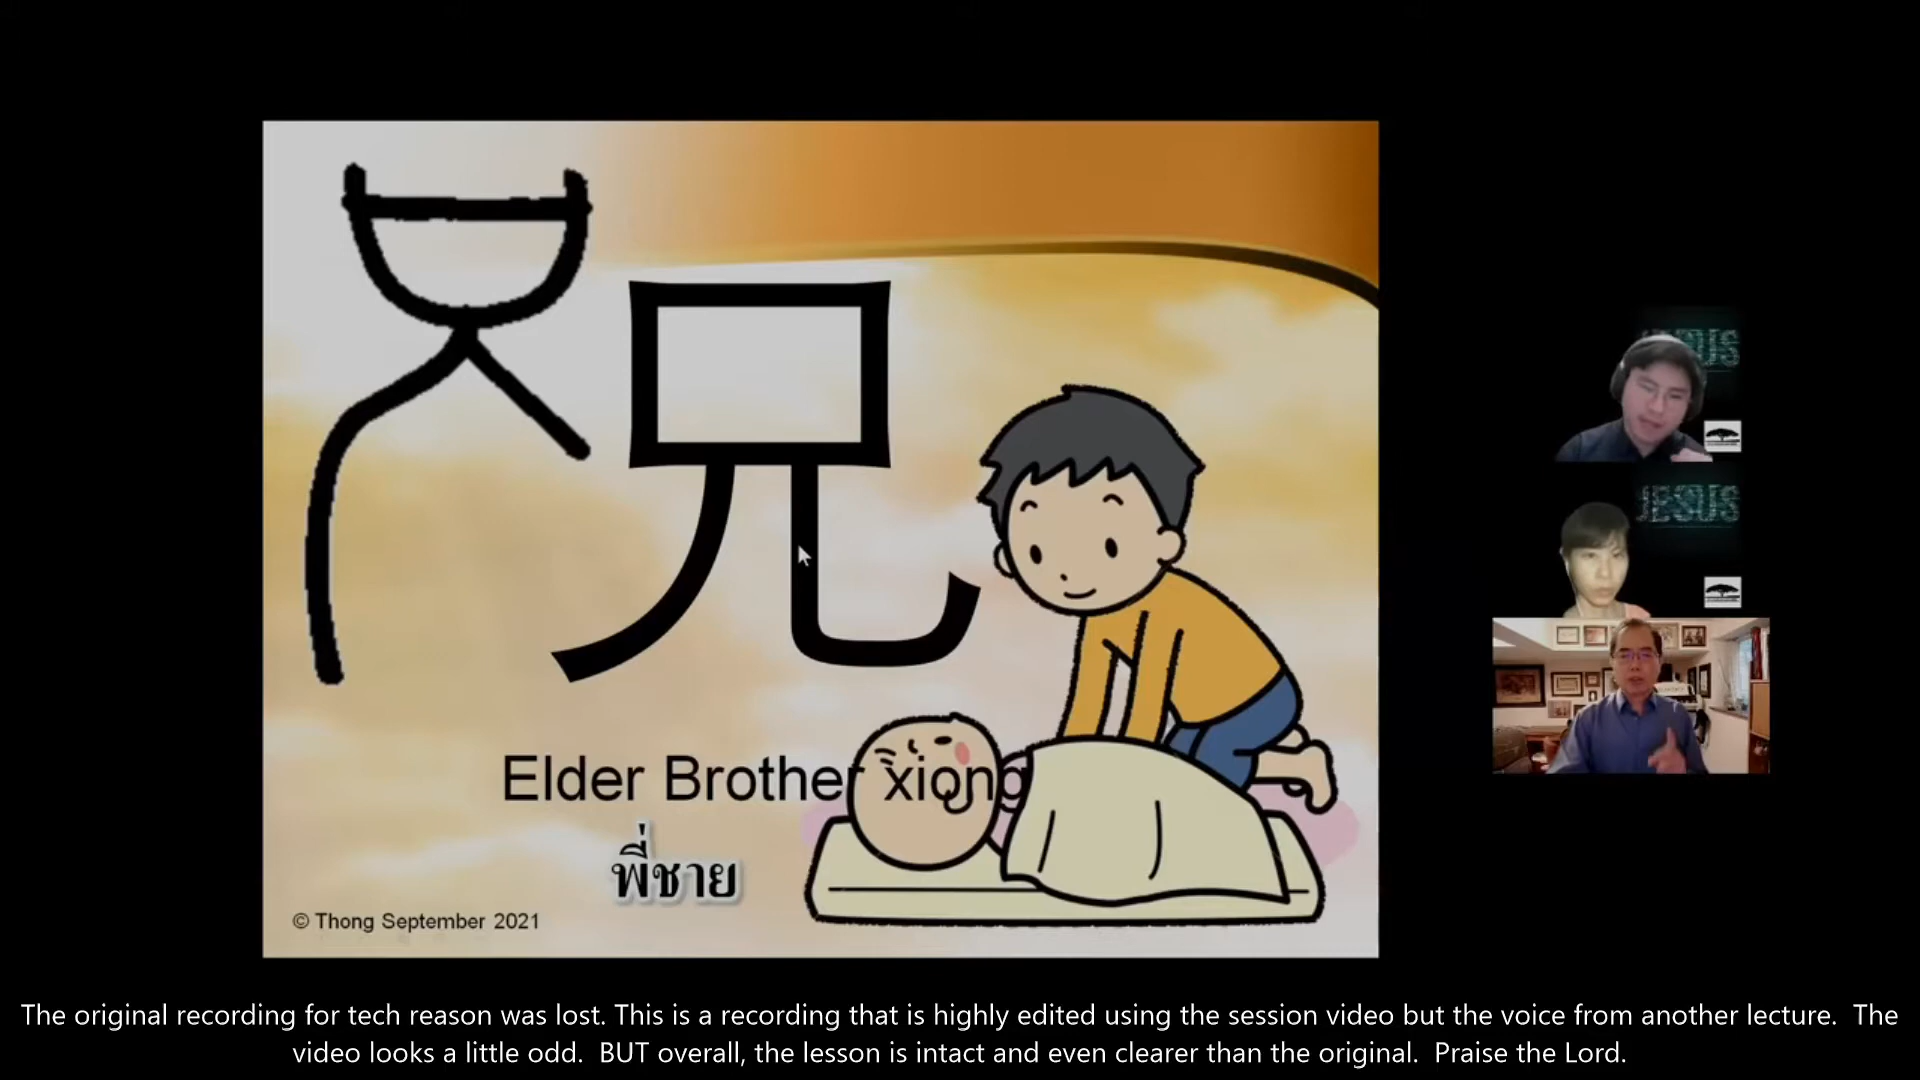 兄
Elder Brother xiong
พี่ชาย
© Thong September 2021
JESUS
JESUS
The original recording for tech reason was lost. This is a recording that is highly edited using the session video but the voice from another lecture. The
video looks a little odd. BUT overall, the lesson is intact and even clearer than the original. Praise the Lord.